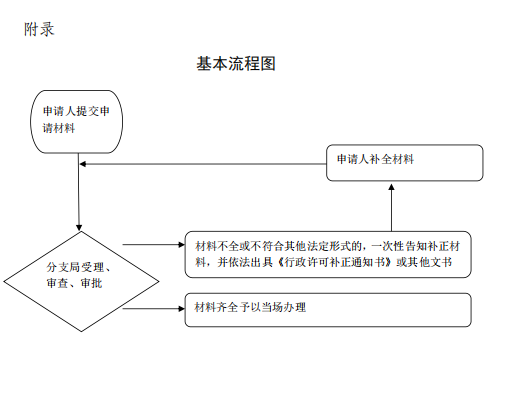 附录
基本流程图
申请人提交申
请材料
申请人补全材料
材料不全或不符合其他法定形式的，一次性告知补正材
料，并依法出具《行政许可补正通知书》或其他文书
分支局受理、
审查、审批
材料齐全予以当场办理